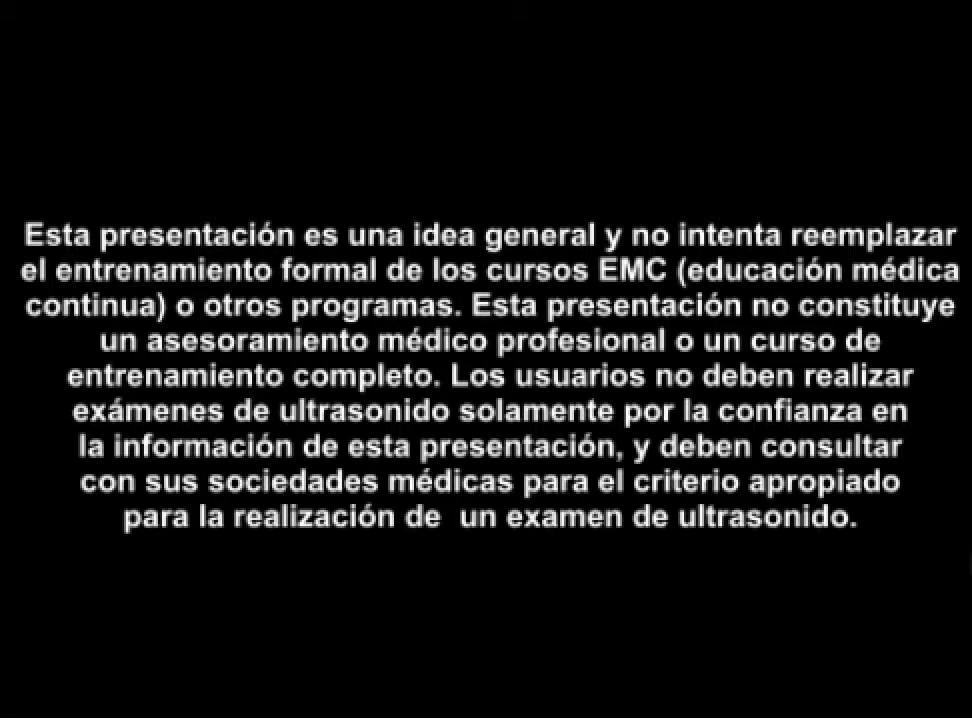 Esta presentación es una idea general y no intenta reemplazar
el entrenamiento formal de los cursos EMC (educación médica
continua) o otros programas. Esta presentación no constituye
un asesoramiento médico profesional o un curso de
entrenamiento completo. Los usuarios no deben realizar
exámenes de ultrasonido solamente por la confianza en
la información de esta presentación, y deben consultar
con sus sociedades médicas para el criterio apropiado
para la realización de  un examen de ultrasonido.